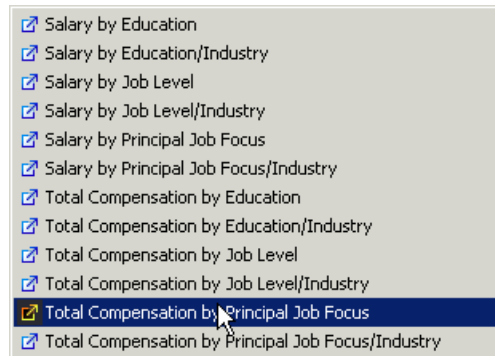 Salary by Education
Salary by Education/Industry
Salary by Job Level
Salary by Job Level/Industry
Salary by Principal Job Focus
Salary by Principal Job Focus/Industry
Total Compensation by Education
Total Compensation by Education/Industry
Total Compensation by Job Level
Total Compensation by Job Level/Industry
Total Compensation by Principal Job Focus
Total Compensation by Principal Job Focus/Industry